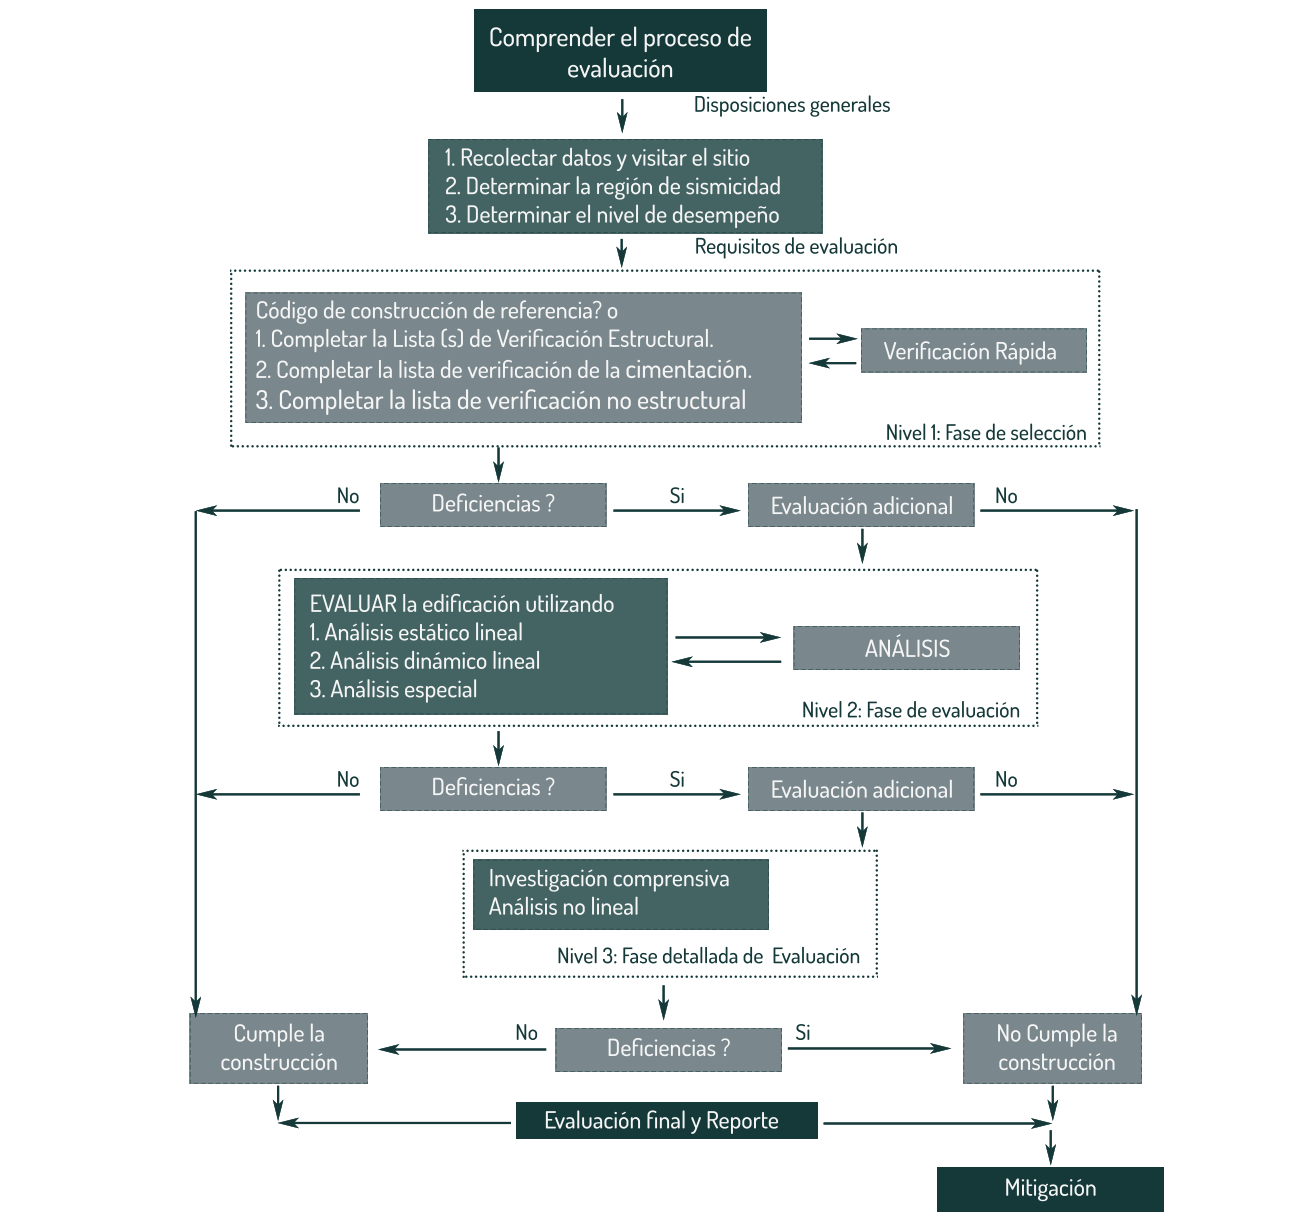 Comprender el proceso de
evaluación
Disposiciones generales
1. Recolectar datos y visitar el sitio
2. Determinar la región de sismicidad
3. Determinar el nivel de desempeño
Requisitos de evaluación
Código de construcción de referencia? o
1. Completar la Lista (s) de Verificación Estructural.
2. Completar la lista de verificación de la cimentación.
3. Completar la lista de verificación no estructural
Verificación Rápida
Nivel 1: Fase de selección
No
Deficiencias ?
Si
Evaluación adicional
No
EVALUAR la edificación utilizando
1. Análisis estático lineal
2. Análisis dinámico lineal
3. Análisis especial
ANÁLISIS
Nivel 2: Fase de evaluación
No
Deficiencias ?
Si
Evaluación adicional
No
Investigación comprensiva
Análisis no lineal
Nivel 3: Fase detallada de Evaluación
Cumple la
construcción
No
Deficiencias ?
Si
No Cumple la
construcción
Evaluación final y Reporte
Mitigación